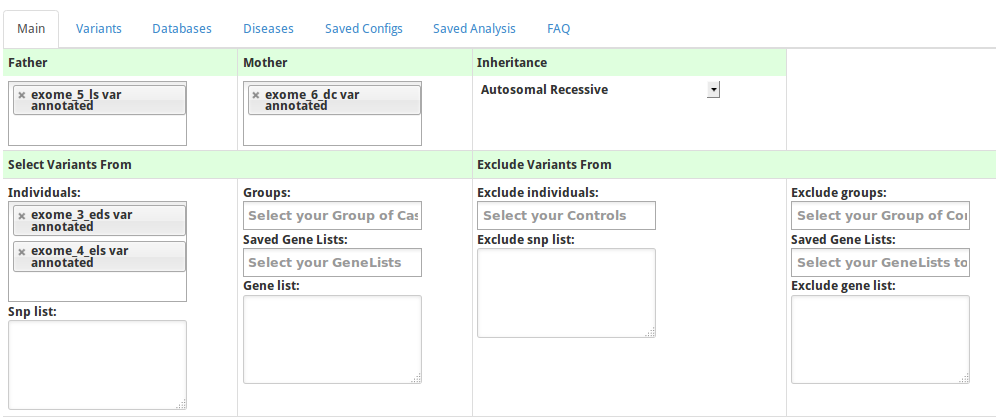 Main Variants Databases Diseases Saved Configs Saved Analysis FAQ
Father Mother Inheritance
× exome_5_ls var
annotated
× exome_6_dc var
annotated
Autosomal Recessive
Select Variants From Exclude Variants From
Individuals:
× exome_3_eds var
annotated
× exome_4_els var
annotated
Snp list:
Groups:
Select your Group of Cas
Saved Gene Lists:
Select your GeneLists
Gene list:
Exclude individuals:
Select your Controls
Exclude snp list:
Exclude groups:
Select your Group of Con
Saved Gene Lists:
Select your GeneLists to
Exclude gene list: